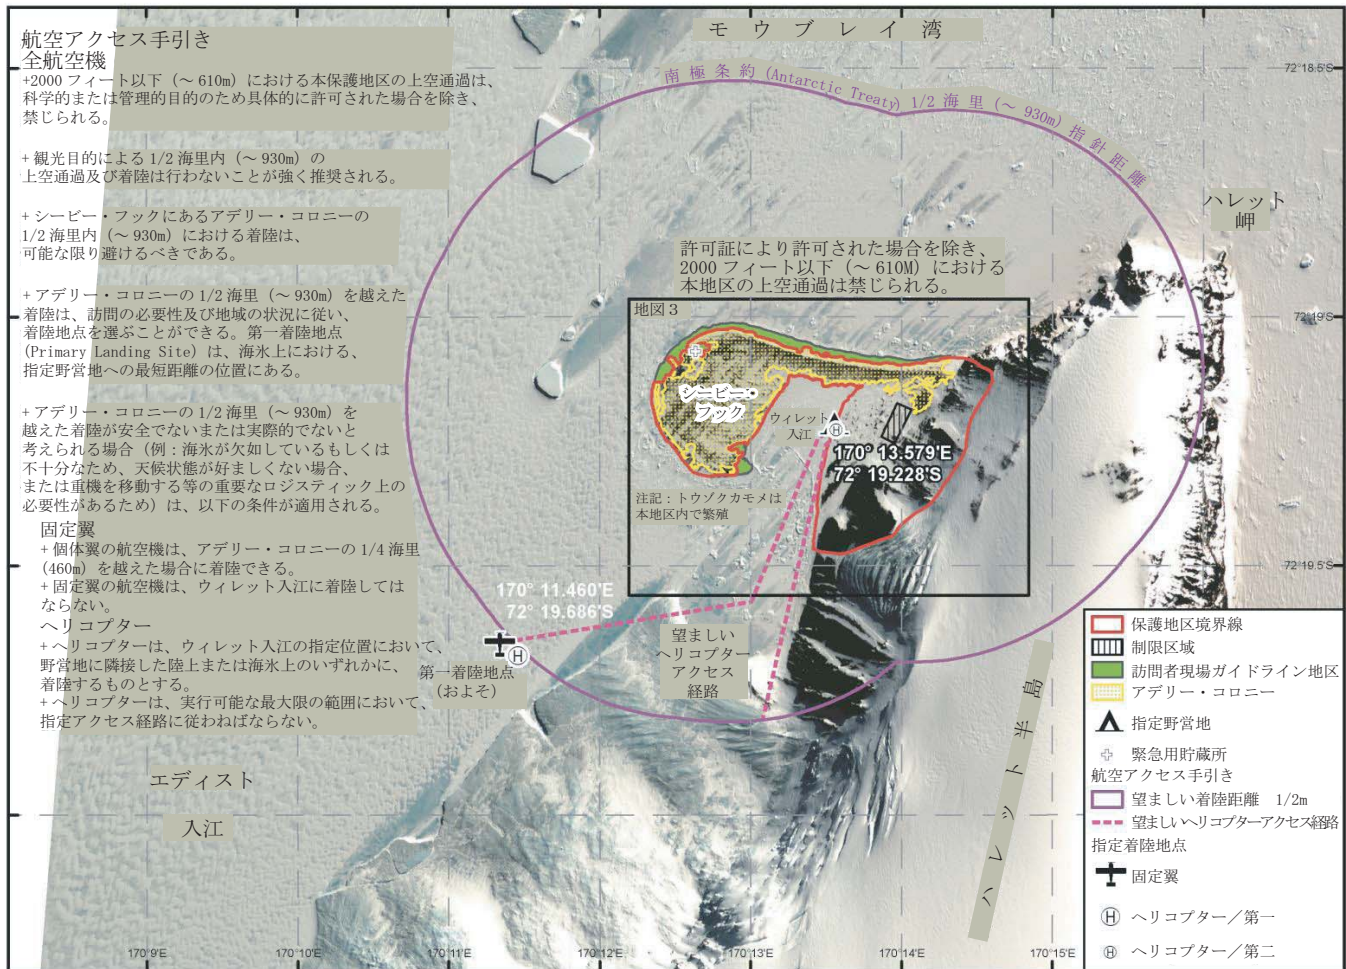 航空アクセス手引き
全航空機
+2000 フィート以下（～ 610m）における本保護地区の上空通過は、
科学的または管理的目的のため具体的に許可された場合を除き、
禁じられる。
+ 観光目的による 1/2 海里内（～ 930m）の
上空通過及び着陸は行わないことが強く推奨される。
+ シービー・フックにあるアデリー・コロニーの
1/2 海里内（～ 930m）における着陸は、
可能な限り避けるべきである。
+ アデリー・コロニーの 1/2 海里（～ 930m）を越えた
着陸は、訪問の必要性及び地域の状況に従い、
着陸地点を選ぶことができる。第一着陸地点
(Primary Landing Site) は、海氷上における、
指定野営地への最短距離の位置にある。
+ アデリー・コロニーの 1/2 海里（～ 930m）を
越えた着陸が安全でないまたは実際的でないと
考えられる場合（例：海氷が欠如しているもしくは
不十分なため、天候状態が好ましくない場合、
または重機を移動する等の重要なロジスティック上の
必要性があるため）は、以下の条件が適用される。
固定翼
+ 個体翼の航空機は、アデリー・コロニーの 1/4 海里
(460m) を越えた場合に着陸できる。
+ 固定翼の航空機は、ウィレット入江に着陸しては
ならない。
ヘリコプター
+ ヘリコプターは、ウィレット入江の指定位置において、
野営地に隣接した陸上または海氷上のいずれかに、
着陸するものとする。
+ ヘリコプターは、実行可能な最大限の範囲において、
指定アクセス経路に従わねばならない。
モウブレイ湾
南極条約 (Antarctic Treaty) 1/2 海里（～ 930m）指針距離
72°18.5'S
ハレット
岬
許可証により許可された場合を除き、
2000 フィート以下（～ 610M）における
本地区の上空通過は禁じられる。
72°19'S
地図３
シービー・
フック
ウィレット
入江
H
170° 13.579'E
72° 19.228'S
注記：トウゾクカモメは
本地区内で繁殖
72°19.5'S
170° 11.460'E
72° 19.686'S
H
第一着陸地点
(およそ)
望ましい
ヘリコプター
アクセス
経路
エディスト
入江
ハレット半島
保護地区境界線
制限区域
訪問者現場ガイドライン地区
アデリー・コロニー
指定野営地
緊急用貯蔵所
航空アクセス手引き
望ましい着陸距離 1/2m
望ましいヘリコプターアクセス経路
指定着陸地点
固定翼
H ヘリコプター／第一
H ヘリコプター／第二
170°9'E
170°10'E
170°11'E
170°12'E
170°13'E
170°14'E
170°15'E